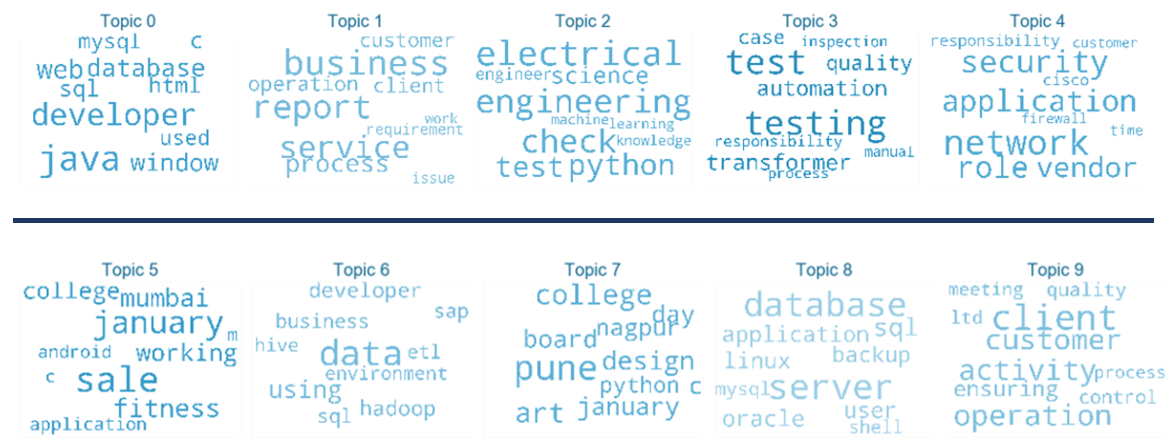 Topic 0
mysql c
web database
sql html
developer
used
java window
Topic 1
customer
business
operation client
report
work
requirement
service
process
issue
Topic 2
electrical
engineer science
engineering
machine learning
check knowledge
test python
Topic 3
case inspection
test quality
automation
testing
responsibility
manual
transformer
process
Topic 4
responsibility customer
security
cisco
application
firewall
time
network
role vendor
Topic 5
college mumbai
january m
android working
c sale
fitness
application
Topic 6
developer
sap
business
hive
data etl
environment
using
sql hadoop
Topic 7
college
day
nagpur
board
pune design
python c
art january
Topic 8
database
application sql
linux backup
mysql server
oracle user
shell
Topic 9
meeting quality
ltd client
customer
activity process
ensuring control
operation